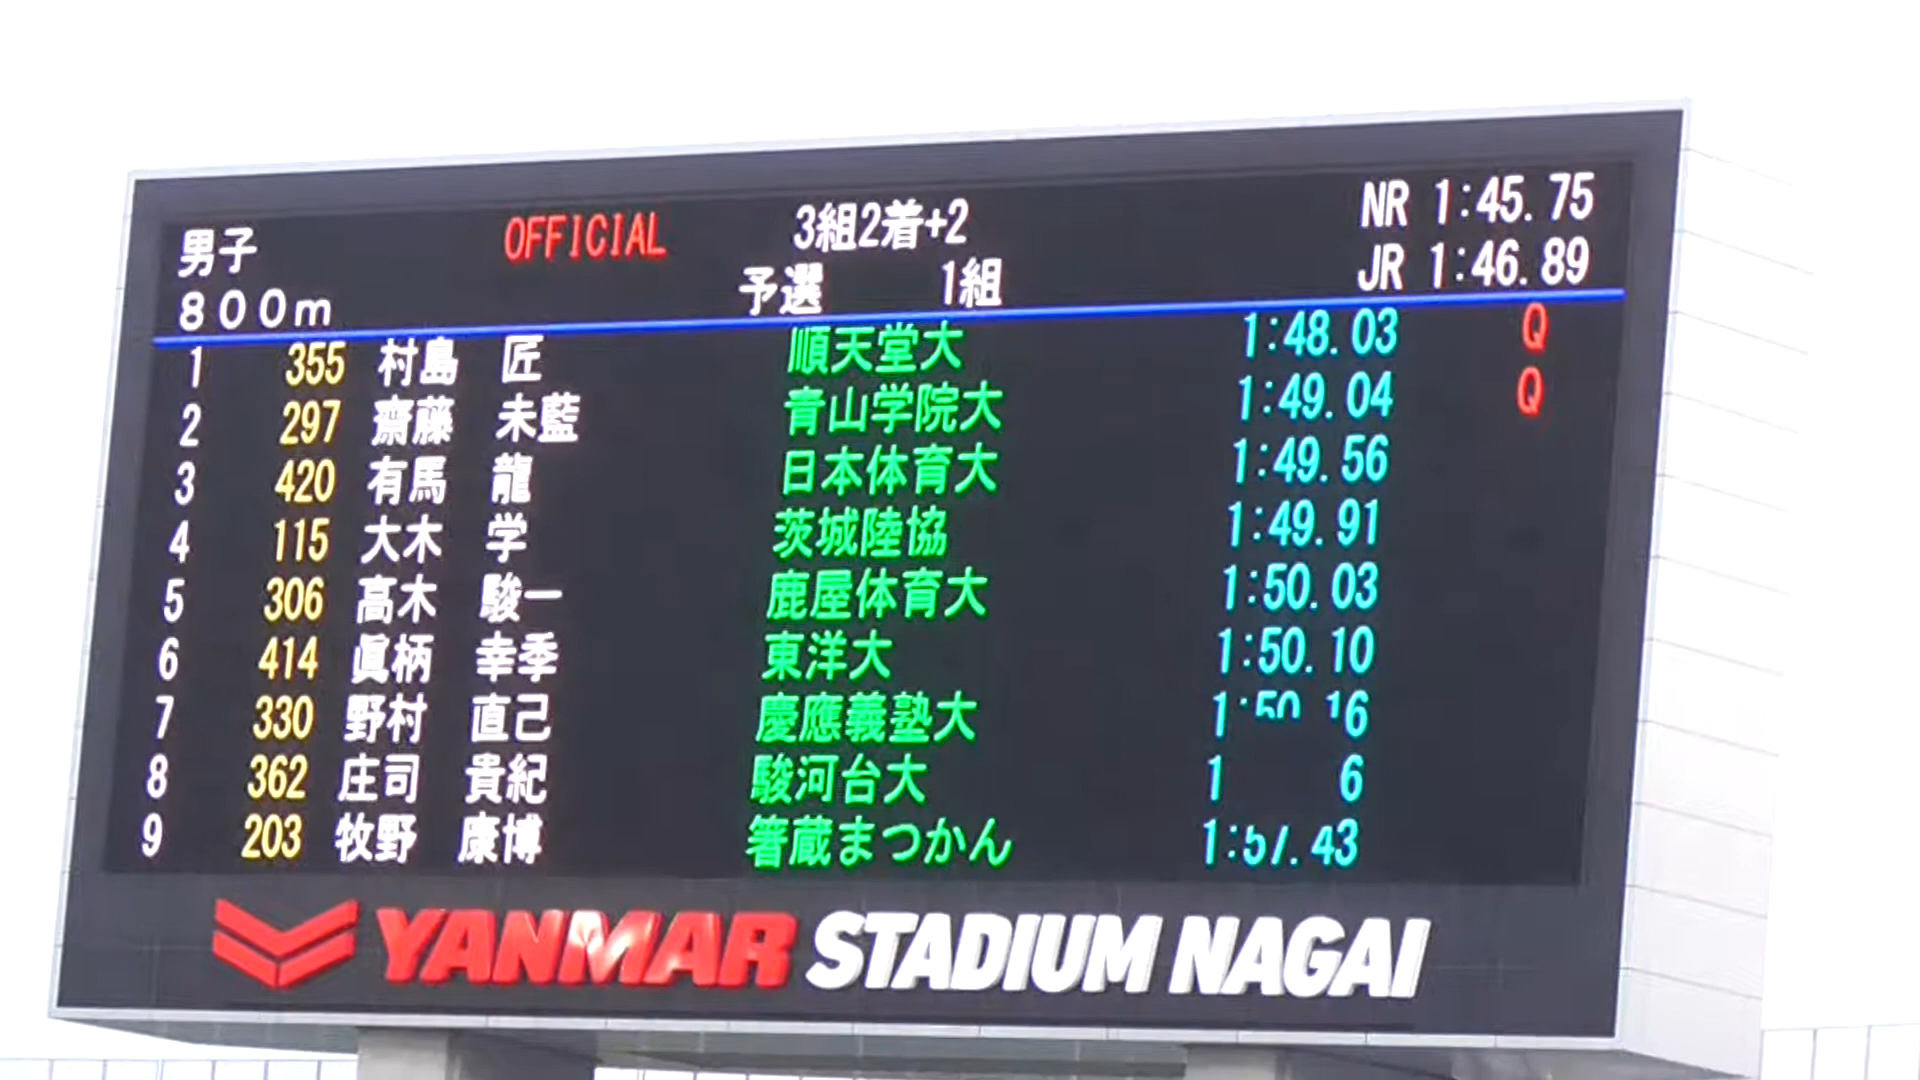 男子 OFFICIAL 3組2着+2 NR 1:45.75
800m 予選 1組 JR 1:46.89
1 355 村島 匠 順天堂大 1:48.03 Q
2 297 齋藤 未藍 青山学院大 1:49.04 Q
3 420 有馬 龍 日本体育大 1:49.56
4 115 大木 学 茨城陸協 1:49.91
5 306 高木 駿一 鹿屋体育大 1:50.03
6 414 眞柄 幸季 東洋大 1:50.10
7 330 野村 直己 慶應義塾大
8 362 庄司 貴紀 駿河台大
9 203 牧野 康博 箸蔵まつかん 1:57.43
YANMAR STADIUM NAGAI